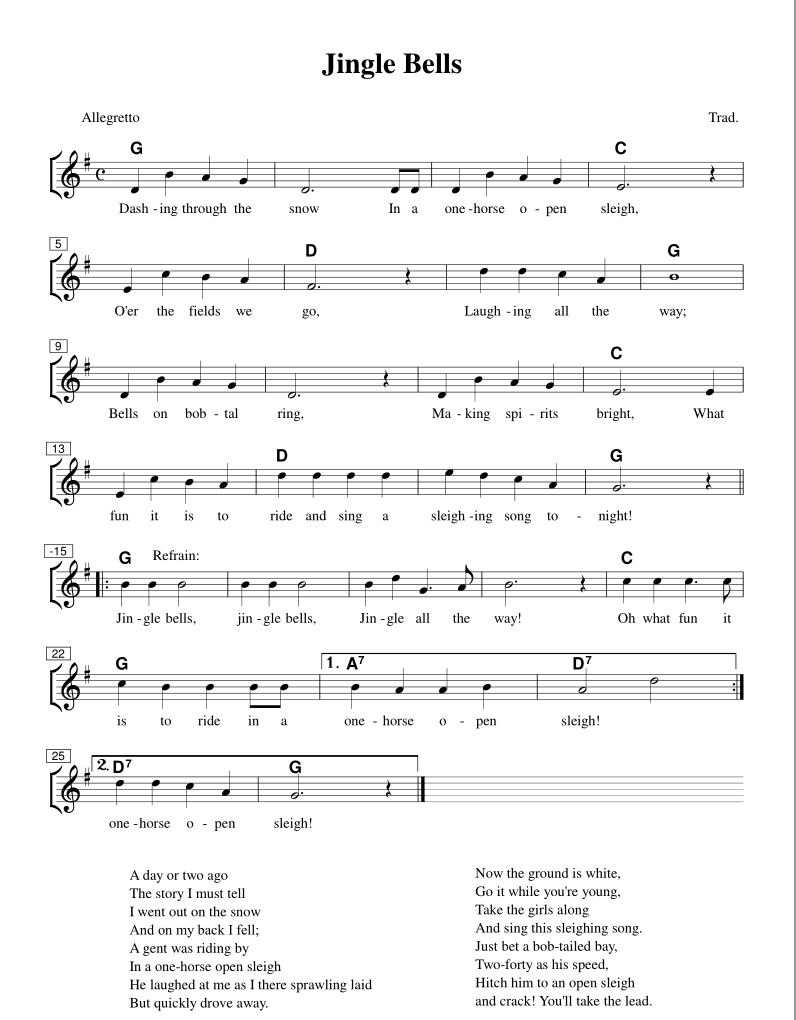 Jingle Bells
Allegretto
Trad.
G C
Dash - ing through the snow In a one - horse o - pen sleigh,
5
D G
O'er the fields we go, Laugh - ing all the way;
9
C
Bells on bob - tal ring, Ma - king spi - rits bright, What
13
D G
fun it is to ride and sing a sleigh - ing song to - night!
-15
G Refrain: C
Jin - gle bells, jin - gle bells, Jin - gle all the way! Oh what fun it
22
G 1. A7 D7
is to ride in a one - horse o - pen sleigh!
25
2. D7 G
one - horse o - pen sleigh!
A day or two ago
The story I must tell
I went out on the snow
And on my back I fell;
A gent was riding by
In a one-horse open sleigh
He laughed at me as I there sprawling laid
But quickly drove away.
Now the ground is white,
Go it while you're young,
Take the girls along
And sing this sleighing song.
Just bet a bob-tailed bay,
Two-forty as his speed,
Hitch him to an open sleigh
and crack! You'll take the lead.